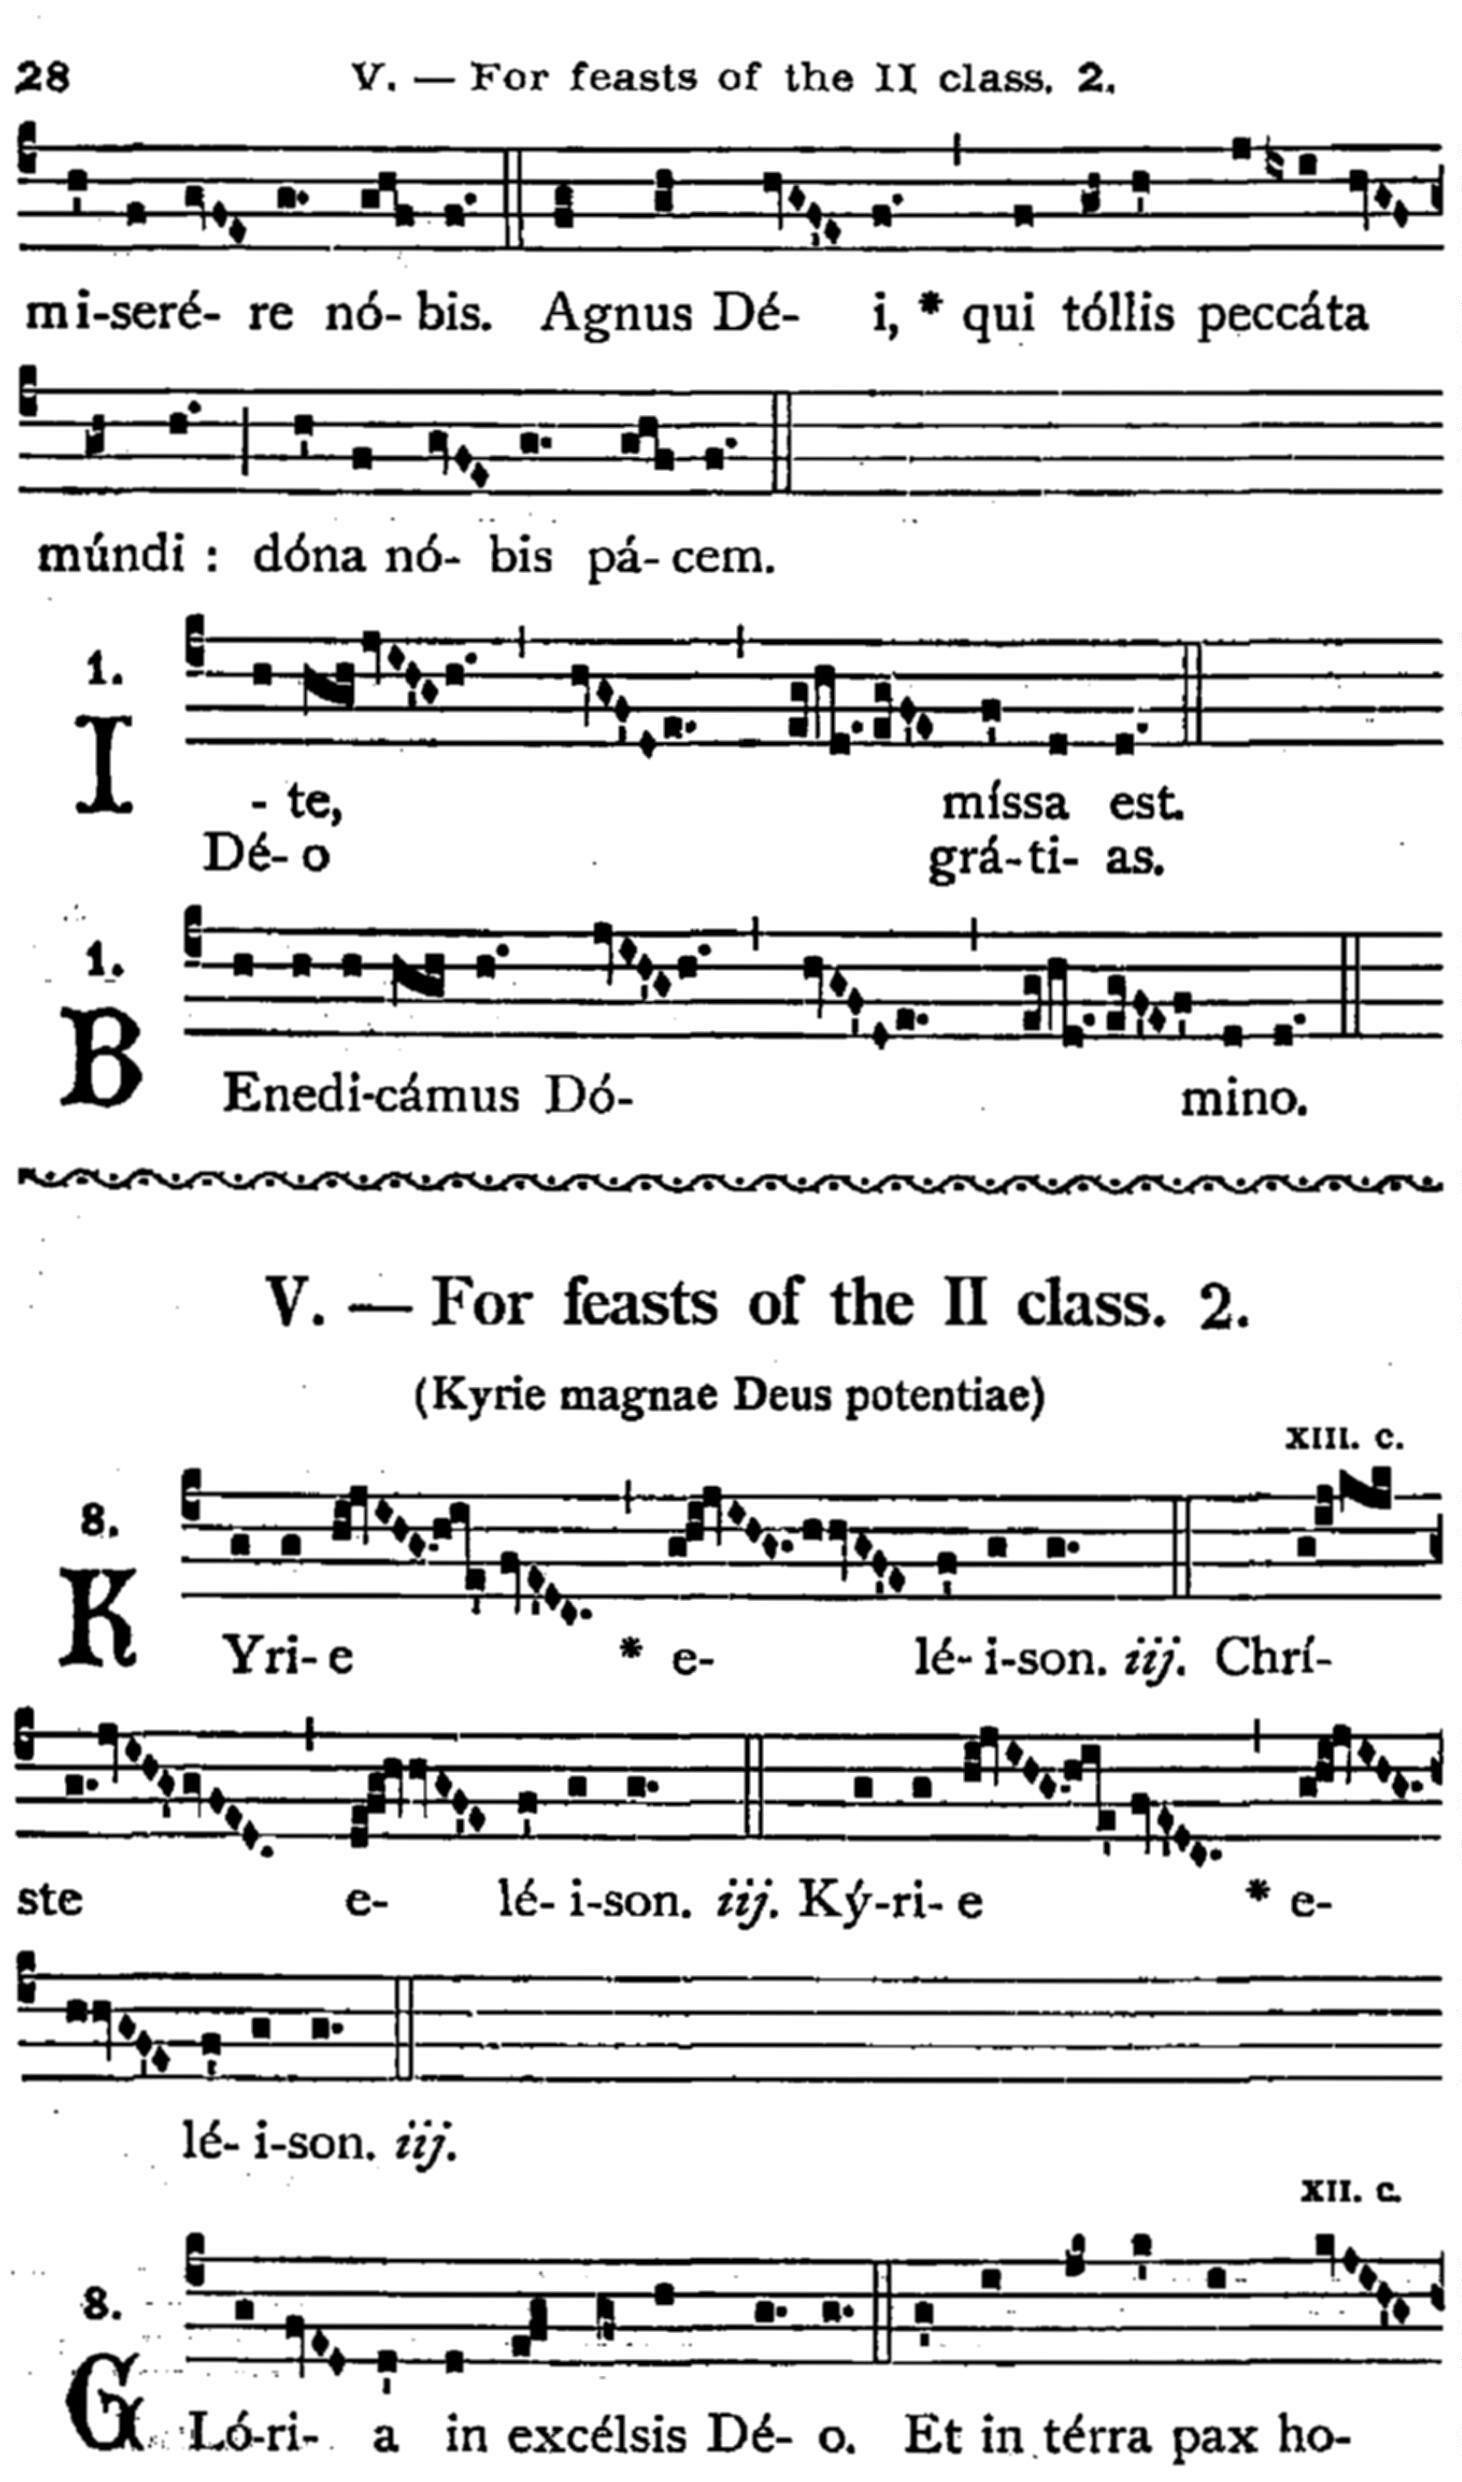 28 V. — For feasts of the II class. 2.
mi-seré- re nó- bis. Agnus Dé- i, * qui tóllis peccáta
múndi : dóna nó- bis pá- cem.
1.
I - te, míssa est.
Dé- o grá-ti- as.
1.
B Enedi-cámus Dó- mino.
V. — For feasts of the II class. 2.
(Kyrie magnae Deus potentiae)
XIII. c.
8.
K Yri- e * e- lé- i-son. iij. Chrí-
ste e- lé- i-son. iij. Ký-ri- e * e-
lé- i-son. iij.
XII. c.
8.
G Ló-ri- a in excélsis Dé- o. Et in térra pax ho-